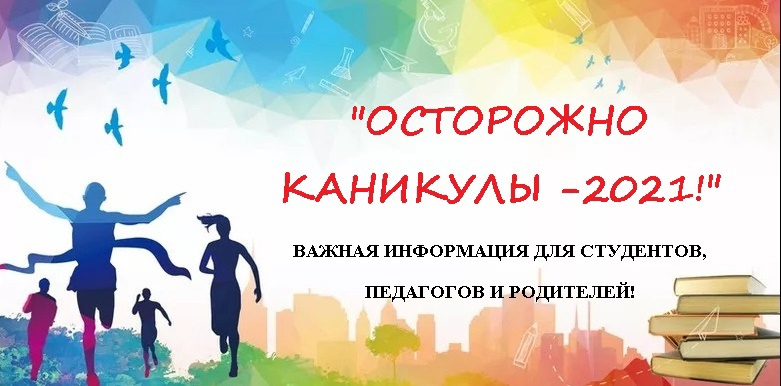 "ОСТОРОЖНО
КАНИКУЛЫ -2021!"
ВАЖНАЯ ИНФОРМАЦИЯ ДЛЯ СТУДЕНТОВ,
ПЕДАГОГОВ И РОДИТЕЛЕЙ!